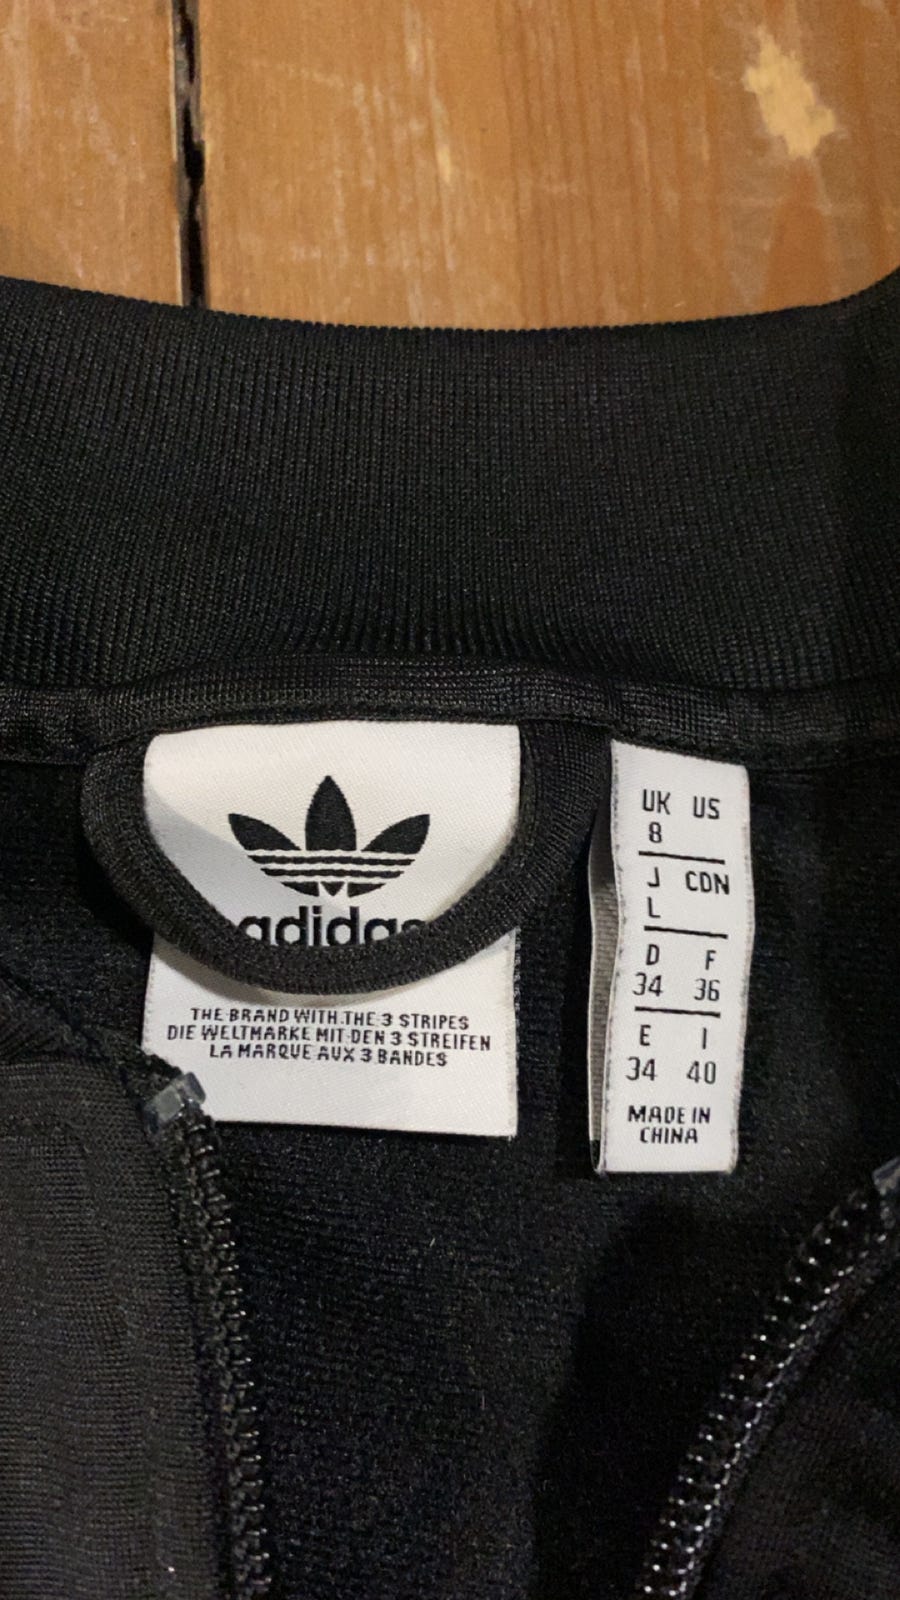 adidas
THE BRAND WITH THE 3 STRIPES
DIE WELTMARKE MIT DEN 3 STREIFEN
LA MARQUE AUX 3 BANDES
UK US
8
J CDN
L
D F
34 36
E I
34 40
MADE IN
CHINA